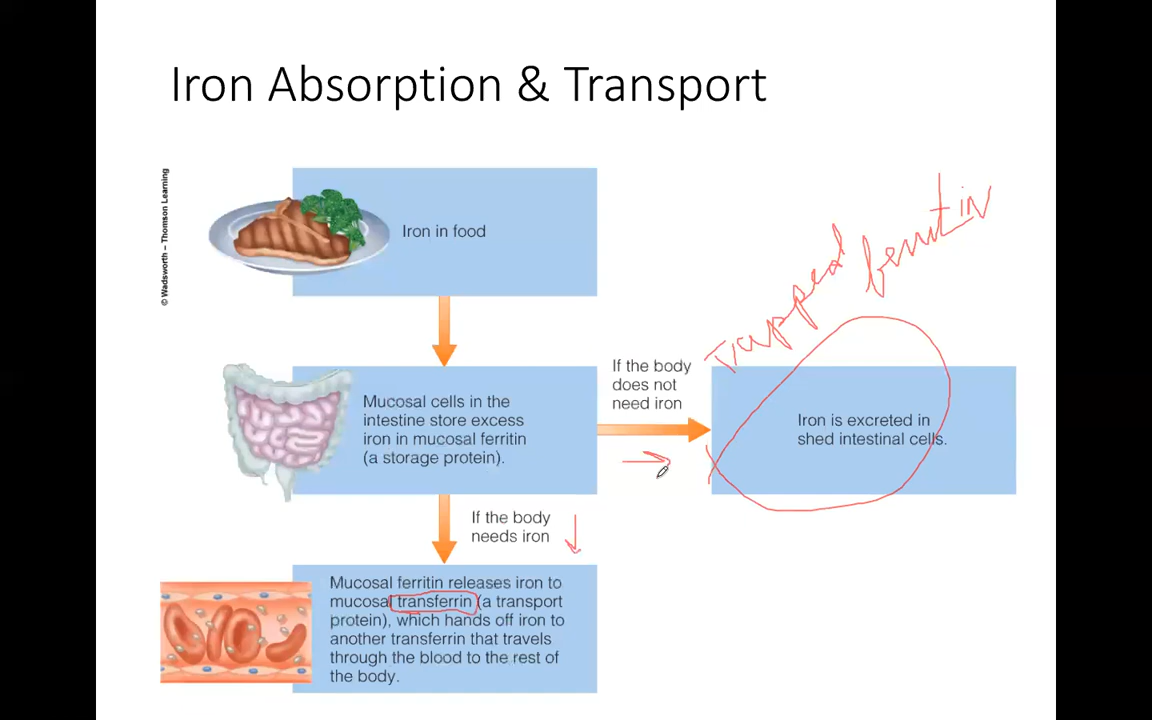 Iron Absorption & Transport
© Wadsworth – Thomson Learning
Iron in food
Trapped ferritin
Mucosal cells in the
intestine store excess
iron in mucosal ferritin
(a storage protein).
If the body
does not
need iron
Iron is excreted in
shed intestinal cells.
If the body
needs iron
Mucosal ferritin releases iron to
mucosal transferrin (a transport
protein), which hands off iron to
another transferrin that travels
through the blood to the rest of
the body.